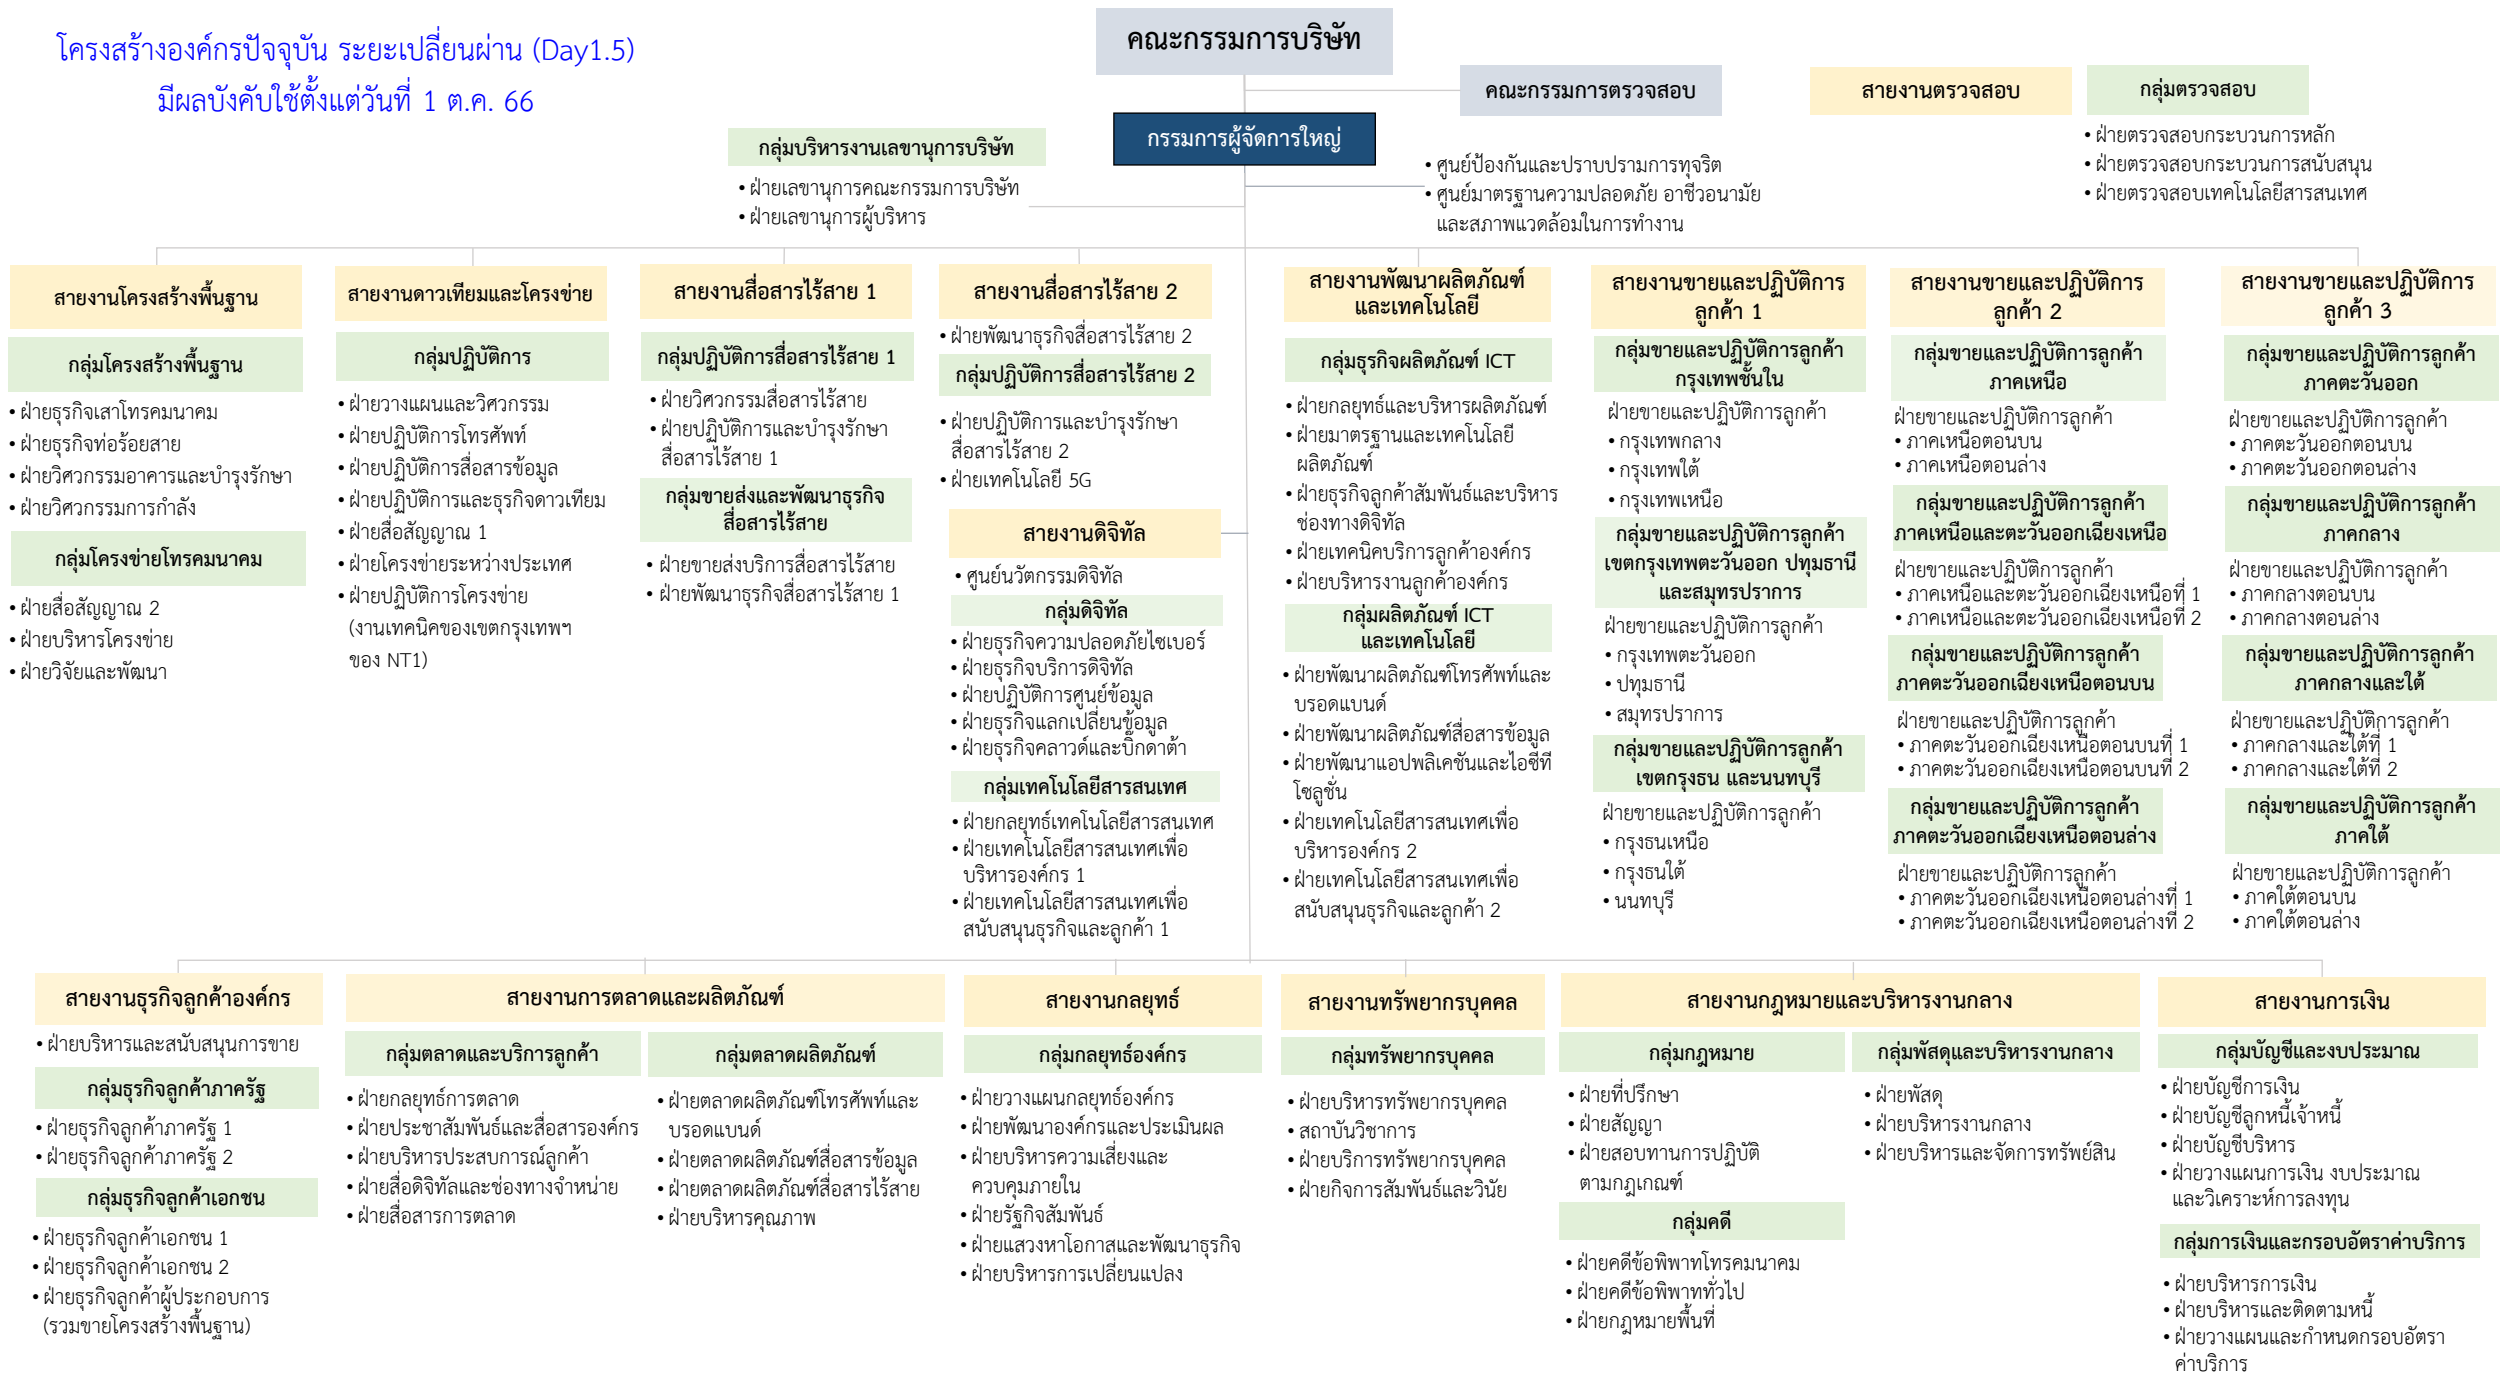 โครงสร้างองค์กรปัจจุบัน ระยะเปลี่ยนผ่าน (Day1.5)
มีผลบังคับใช้ตั้งแต่วันที่ 1 ต.ค. 66
คณะกรรมการบริษัท
คณะกรรมการตรวจสอบ
สายงานตรวจสอบ
กลุ่มตรวจสอบ
• ฝ่ายตรวจสอบกระบวนการหลัก
• ฝ่ายตรวจสอบกระบวนการสนับสนุน
• ฝ่ายตรวจสอบเทคโนโลยีสารสนเทศ
กรรมการผู้จัดการใหญ่
กลุ่มบริหารงานเลขานุการบริษัท
• ฝ่ายเลขานุการคณะกรรมการบริษัท
• ฝ่ายเลขานุการผู้บริหาร
• ศูนย์ป้องกันและปราบปรามการทุจริต
• ศูนย์มาตรฐานความปลอดภัย อาชีวอนามัย
และสภาพแวดล้อมในการทำงาน
สายงานโครงสร้างพื้นฐาน
กลุ่มโครงสร้างพื้นฐาน
• ฝ่ายธุรกิจเสาโทรคมนาคม
• ฝ่ายธุรกิจท่อร้อยสาย
• ฝ่ายวิศวกรรมอาคารและบำรุงรักษา
• ฝ่ายวิศวกรรมการกำลัง
กลุ่มโครงข่ายโทรคมนาคม
• ฝ่ายสื่อสัญญาณ 2
• ฝ่ายบริหารโครงข่าย
• ฝ่ายวิจัยและพัฒนา
สายงานดาวเทียมและโครงข่าย
กลุ่มปฏิบัติการ
• ฝ่ายวางแผนและวิศวกรรม
• ฝ่ายปฏิบัติการโทรศัพท์
• ฝ่ายปฏิบัติการสื่อสารข้อมูล
• ฝ่ายปฏิบัติการและธุรกิจดาวเทียม
• ฝ่ายสื่อสัญญาณ 1
• ฝ่ายโครงข่ายระหว่างประเทศ
• ฝ่ายปฏิบัติการโครงข่าย
(งานเทคนิคของเขตกรุงเทพฯ
ของ NT1)
สายงานสื่อสารไร้สาย 1
กลุ่มปฏิบัติการสื่อสารไร้สาย 1
• ฝ่ายวิศวกรรมสื่อสารไร้สาย
• ฝ่ายปฏิบัติการและบำรุงรักษา
สื่อสารไร้สาย 1
กลุ่มขายส่งและพัฒนาธุรกิจ
สื่อสารไร้สาย
• ฝ่ายขายส่งบริการสื่อสารไร้สาย
• ฝ่ายพัฒนาธุรกิจสื่อสารไร้สาย 1
สายงานสื่อสารไร้สาย 2
• ฝ่ายพัฒนาธุรกิจสื่อสารไร้สาย 2
กลุ่มปฏิบัติการสื่อสารไร้สาย 2
• ฝ่ายปฏิบัติการและบำรุงรักษา
สื่อสารไร้สาย 2
• ฝ่ายเทคโนโลยี 5G
สายงานดิจิทัล
• ศูนย์นวัตกรรมดิจิทัล
กลุ่มดิจิทัล
• ฝ่ายธุรกิจความปลอดภัยไซเบอร์
• ฝ่ายธุรกิจบริการดิจิทัล
• ฝ่ายปฏิบัติการศูนย์ข้อมูล
• ฝ่ายธุรกิจแลกเปลี่ยนข้อมูล
• ฝ่ายธุรกิจคลาวด์และบิ๊กดาต้า
กลุ่มเทคโนโลยีสารสนเทศ
• ฝ่ายกลยุทธ์เทคโนโลยีสารสนเทศ
• ฝ่ายเทคโนโลยีสารสนเทศเพื่อ
บริหารองค์กร 1
• ฝ่ายเทคโนโลยีสารสนเทศเพื่อ
สนับสนุนธุรกิจและลูกค้า 1
สายงานพัฒนาผลิตภัณฑ์
และเทคโนโลยี
กลุ่มธุรกิจผลิตภัณฑ์ ICT
• ฝ่ายกลยุทธ์และบริหารผลิตภัณฑ์
• ฝ่ายมาตรฐานและเทคโนโลยี
ผลิตภัณฑ์
• ฝ่ายธุรกิจลูกค้าสัมพันธ์และบริหาร
ช่องทางดิจิทัล
• ฝ่ายเทคนิคบริการลูกค้าองค์กร
• ฝ่ายบริหารงานลูกค้าองค์กร
กลุ่มผลิตภัณฑ์ ICT
และเทคโนโลยี
• ฝ่ายพัฒนาผลิตภัณฑ์โทรศัพท์และ
บรอดแบนด์
• ฝ่ายพัฒนาผลิตภัณฑ์สื่อสารข้อมูล
• ฝ่ายพัฒนาแอปพลิเคชันและไอซีที
โซลูชั่น
• ฝ่ายเทคโนโลยีสารสนเทศเพื่อ
บริหารองค์กร 2
• ฝ่ายเทคโนโลยีสารสนเทศเพื่อ
สนับสนุนธุรกิจและลูกค้า 2
สายงานขายและปฏิบัติการ
ลูกค้า 1
กลุ่มขายและปฏิบัติการลูกค้า
กรุงเทพชั้นใน
ฝ่ายขายและปฏิบัติการลูกค้า
• กรุงเทพกลาง
• กรุงเทพใต้
• กรุงเทพเหนือ
กลุ่มขายและปฏิบัติการลูกค้า
เขตกรุงเทพตะวันออก ปทุมธานี
และสมุทรปราการ
ฝ่ายขายและปฏิบัติการลูกค้า
• กรุงเทพตะวันออก
• ปทุมธานี
• สมุทรปราการ
กลุ่มขายและปฏิบัติการลูกค้า
เขตกรุงธน และนนทบุรี
ฝ่ายขายและปฏิบัติการลูกค้า
• กรุงธนเหนือ
• กรุงธนใต้
• นนทบุรี
สายงานขายและปฏิบัติการ
ลูกค้า 2
กลุ่มขายและปฏิบัติการลูกค้า
ภาคเหนือ
ฝ่ายขายและปฏิบัติการลูกค้า
• ภาคเหนือตอนบน
• ภาคเหนือตอนล่าง
กลุ่มขายและปฏิบัติการลูกค้า
ภาคเหนือและตะวันออกเฉียงเหนือ
ฝ่ายขายและปฏิบัติการลูกค้า
• ภาคเหนือและตะวันออกเฉียงเหนือที่ 1
• ภาคเหนือและตะวันออกเฉียงเหนือที่ 2
กลุ่มขายและปฏิบัติการลูกค้า
ภาคตะวันออกเฉียงเหนือตอนบน
ฝ่ายขายและปฏิบัติการลูกค้า
• ภาคตะวันออกเฉียงเหนือตอนบนที่ 1
• ภาคตะวันออกเฉียงเหนือตอนบนที่ 2
กลุ่มขายและปฏิบัติการลูกค้า
ภาคตะวันออกเฉียงเหนือตอนล่าง
ฝ่ายขายและปฏิบัติการลูกค้า
• ภาคตะวันออกเฉียงเหนือตอนล่างที่ 1
• ภาคตะวันออกเฉียงเหนือตอนล่างที่ 2
สายงานขายและปฏิบัติการ
ลูกค้า 3
กลุ่มขายและปฏิบัติการลูกค้า
ภาคตะวันออก
ฝ่ายขายและปฏิบัติการลูกค้า
• ภาคตะวันออกตอนบน
• ภาคตะวันออกตอนล่าง
กลุ่มขายและปฏิบัติการลูกค้า
ภาคกลาง
ฝ่ายขายและปฏิบัติการลูกค้า
• ภาคกลางตอนบน
• ภาคกลางตอนล่าง
กลุ่มขายและปฏิบัติการลูกค้า
ภาคกลางและใต้
ฝ่ายขายและปฏิบัติการลูกค้า
• ภาคกลางและใต้ที่ 1
• ภาคกลางและใต้ที่ 2
กลุ่มขายและปฏิบัติการลูกค้า
ภาคใต้
ฝ่ายขายและปฏิบัติการลูกค้า
• ภาคใต้ตอนบน
• ภาคใต้ตอนล่าง
สายงานธุรกิจลูกค้าองค์กร
• ฝ่ายบริหารและสนับสนุนการขาย
กลุ่มธุรกิจลูกค้าภาครัฐ
• ฝ่ายธุรกิจลูกค้าภาครัฐ 1
• ฝ่ายธุรกิจลูกค้าภาครัฐ 2
กลุ่มธุรกิจลูกค้าเอกชน
• ฝ่ายธุรกิจลูกค้าเอกชน 1
• ฝ่ายธุรกิจลูกค้าเอกชน 2
• ฝ่ายธุรกิจลูกค้าผู้ประกอบการ
(รวมขายโครงสร้างพื้นฐาน)
สายงานการตลาดและผลิตภัณฑ์
กลุ่มตลาดและบริการลูกค้า
• ฝ่ายกลยุทธ์การตลาด
• ฝ่ายประชาสัมพันธ์และสื่อสารองค์กร
• ฝ่ายบริหารประสบการณ์ลูกค้า
• ฝ่ายสื่อดิจิทัลและช่องทางจำหน่าย
• ฝ่ายสื่อสารการตลาด
กลุ่มตลาดผลิตภัณฑ์
• ฝ่ายตลาดผลิตภัณฑ์โทรศัพท์และ
บรอดแบนด์
• ฝ่ายตลาดผลิตภัณฑ์สื่อสารข้อมูล
• ฝ่ายตลาดผลิตภัณฑ์สื่อสารไร้สาย
• ฝ่ายบริหารคุณภาพ
สายงานกลยุทธ์
กลุ่มกลยุทธ์องค์กร
• ฝ่ายวางแผนกลยุทธ์องค์กร
• ฝ่ายพัฒนาองค์กรและประเมินผล
• ฝ่ายบริหารความเสี่ยงและ
ควบคุมภายใน
• ฝ่ายรัฐกิจสัมพันธ์
• ฝ่ายแสวงหาโอกาสและพัฒนาธุรกิจ
• ฝ่ายบริหารการเปลี่ยนแปลง
สายงานทรัพยากรบุคคล
กลุ่มทรัพยากรบุคคล
• ฝ่ายบริหารทรัพยากรบุคคล
• สถาบันวิชาการ
• ฝ่ายบริการทรัพยากรบุคคล
• ฝ่ายกิจการสัมพันธ์และวินัย
สายงานกฎหมายและบริหารงานกลาง
กลุ่มกฎหมาย
• ฝ่ายที่ปรึกษา
• ฝ่ายสัญญา
• ฝ่ายสอบทานการปฏิบัติ
ตามกฎเกณฑ์
กลุ่มคดี
• ฝ่ายคดีข้อพิพาทโทรคมนาคม
• ฝ่ายคดีข้อพิพาททั่วไป
• ฝ่ายกฎหมายพื้นที่
กลุ่มพัสดุและบริหารงานกลาง
• ฝ่ายพัสดุ
• ฝ่ายบริหารงานกลาง
• ฝ่ายบริหารและจัดการทรัพย์สิน
สายงานการเงิน
กลุ่มบัญชีและงบประมาณ
• ฝ่ายบัญชีการเงิน
• ฝ่ายบัญชีลูกหนี้เจ้าหนี้
• ฝ่ายบัญชีบริหาร
• ฝ่ายวางแผนการเงิน งบประมาณ
และวิเคราะห์การลงทุน
กลุ่มการเงินและกรอบอัตราค่าบริการ
• ฝ่ายบริหารการเงิน
• ฝ่ายบริหารและติดตามหนี้
• ฝ่ายวางแผนและกำหนดกรอบอัตรา
ค่าบริการ